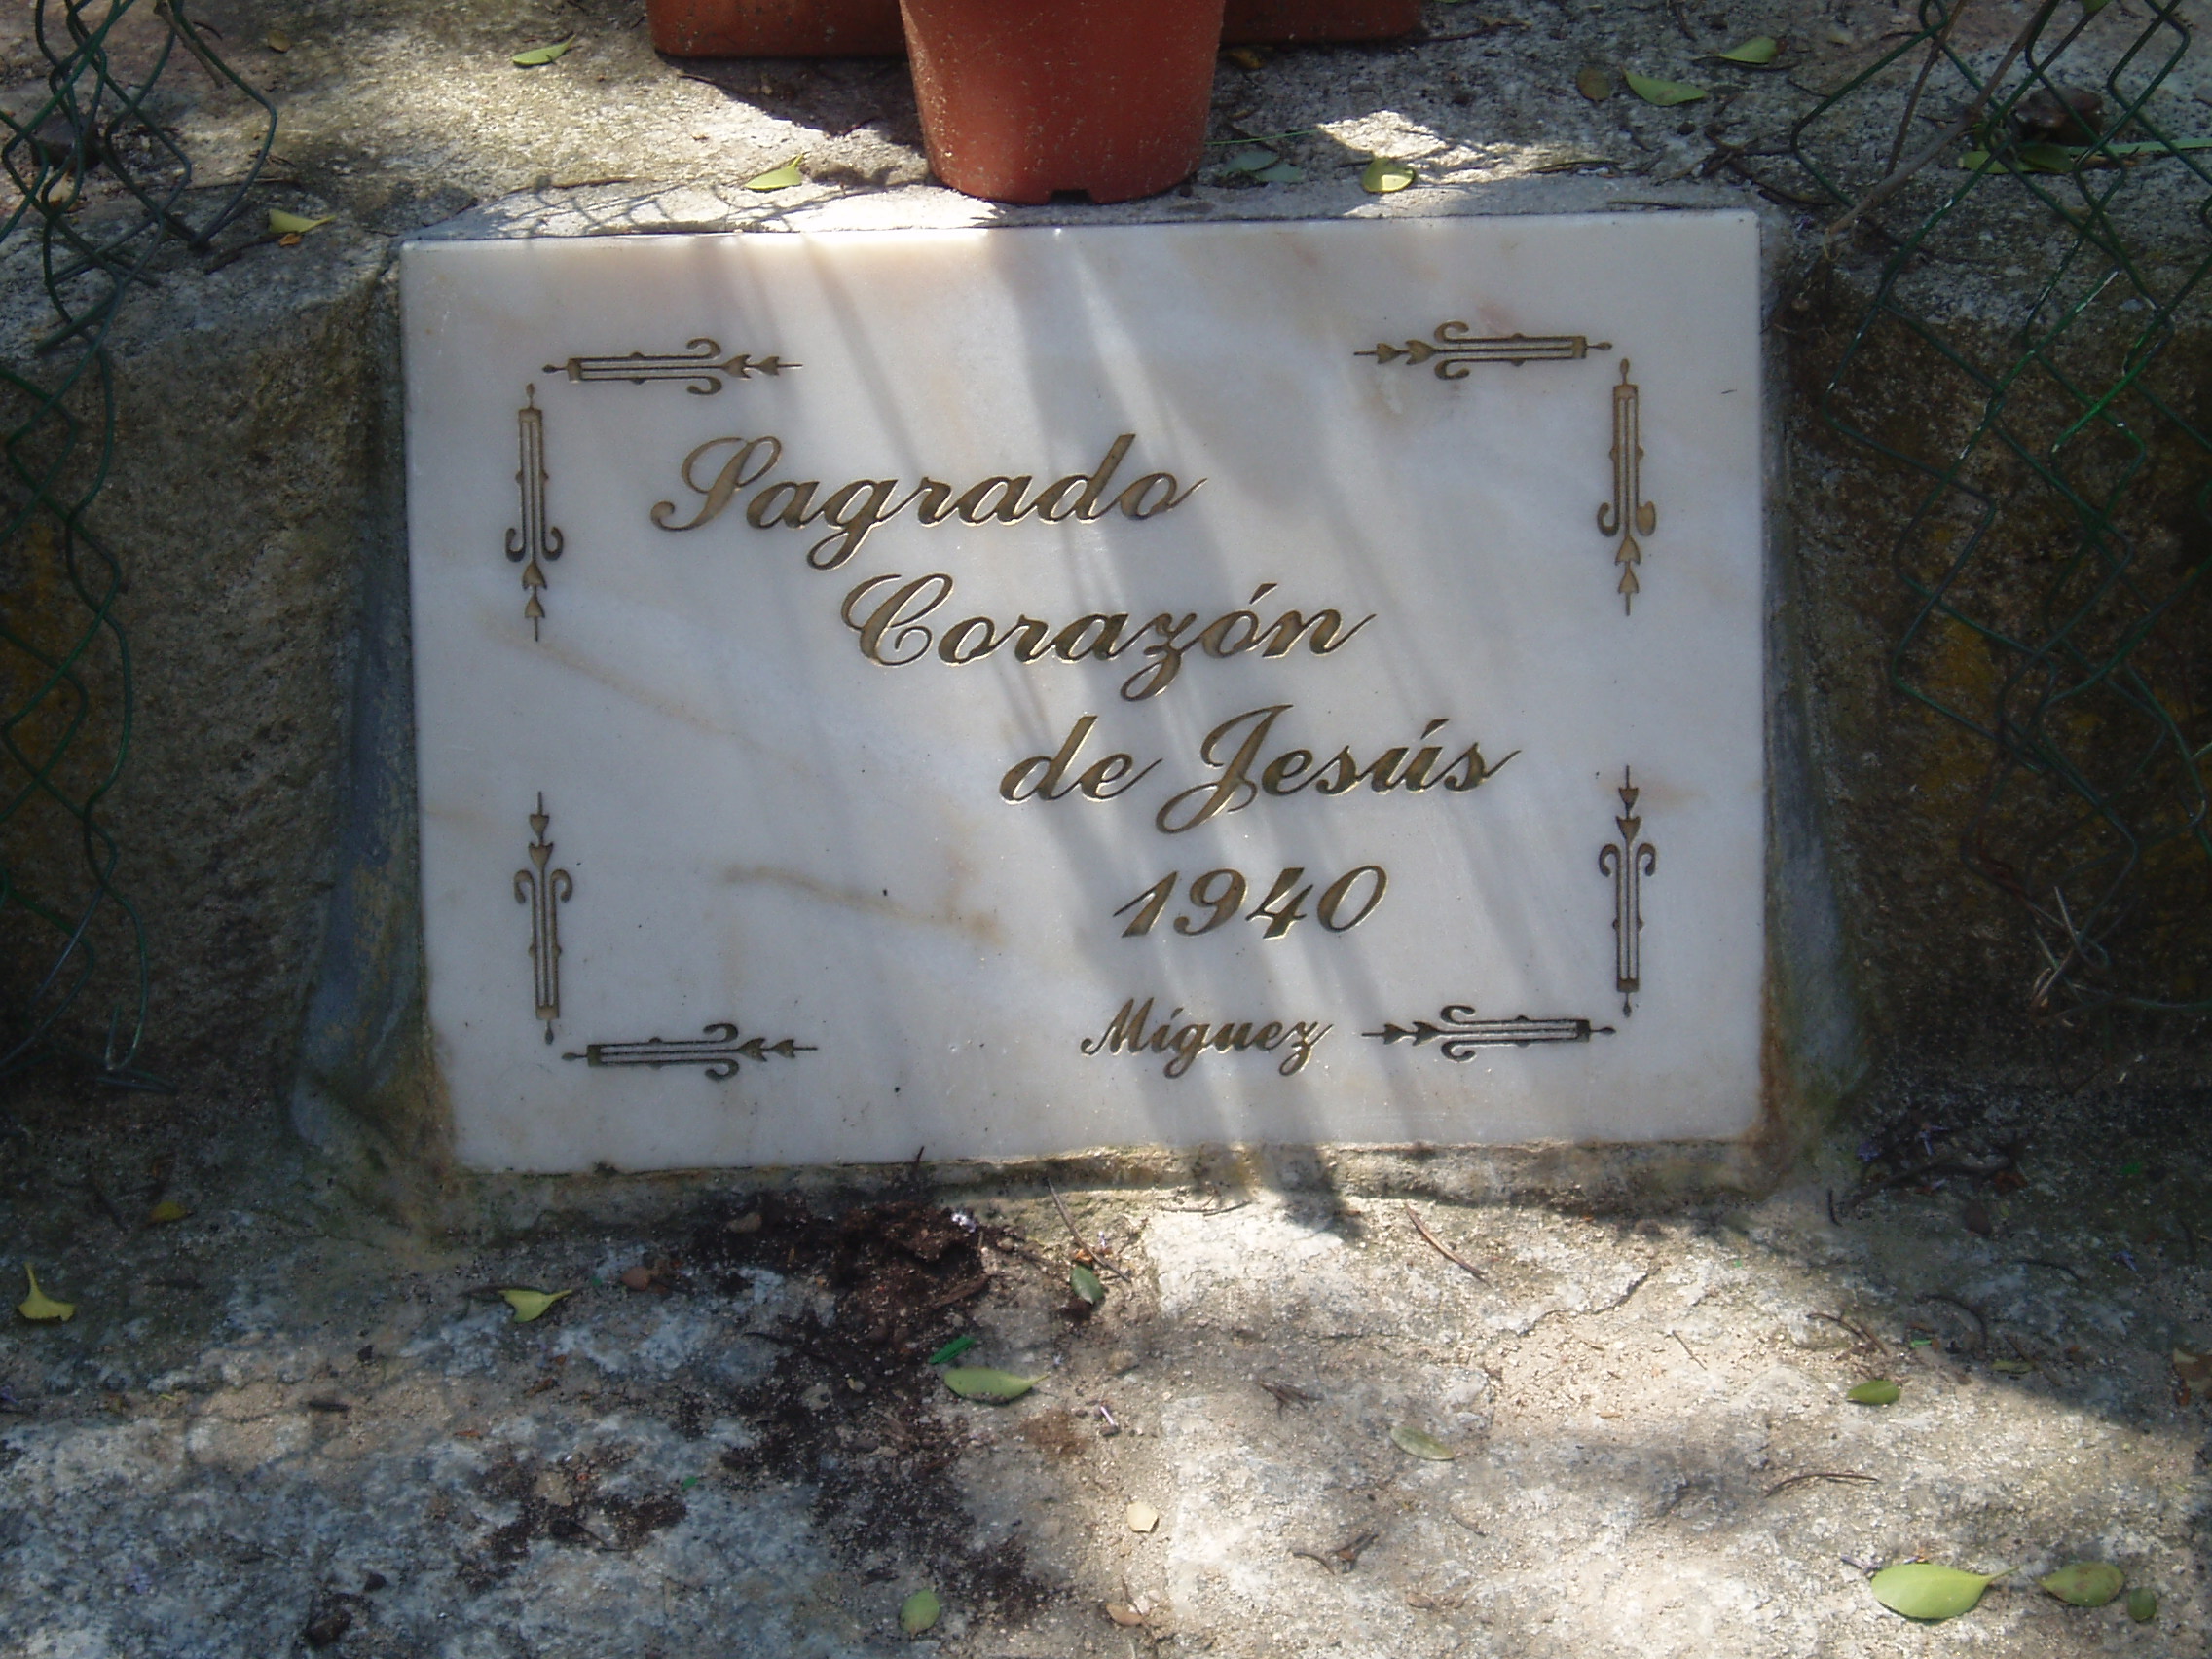 Sagrado
Corazón
de Jesús
1940
Míguez